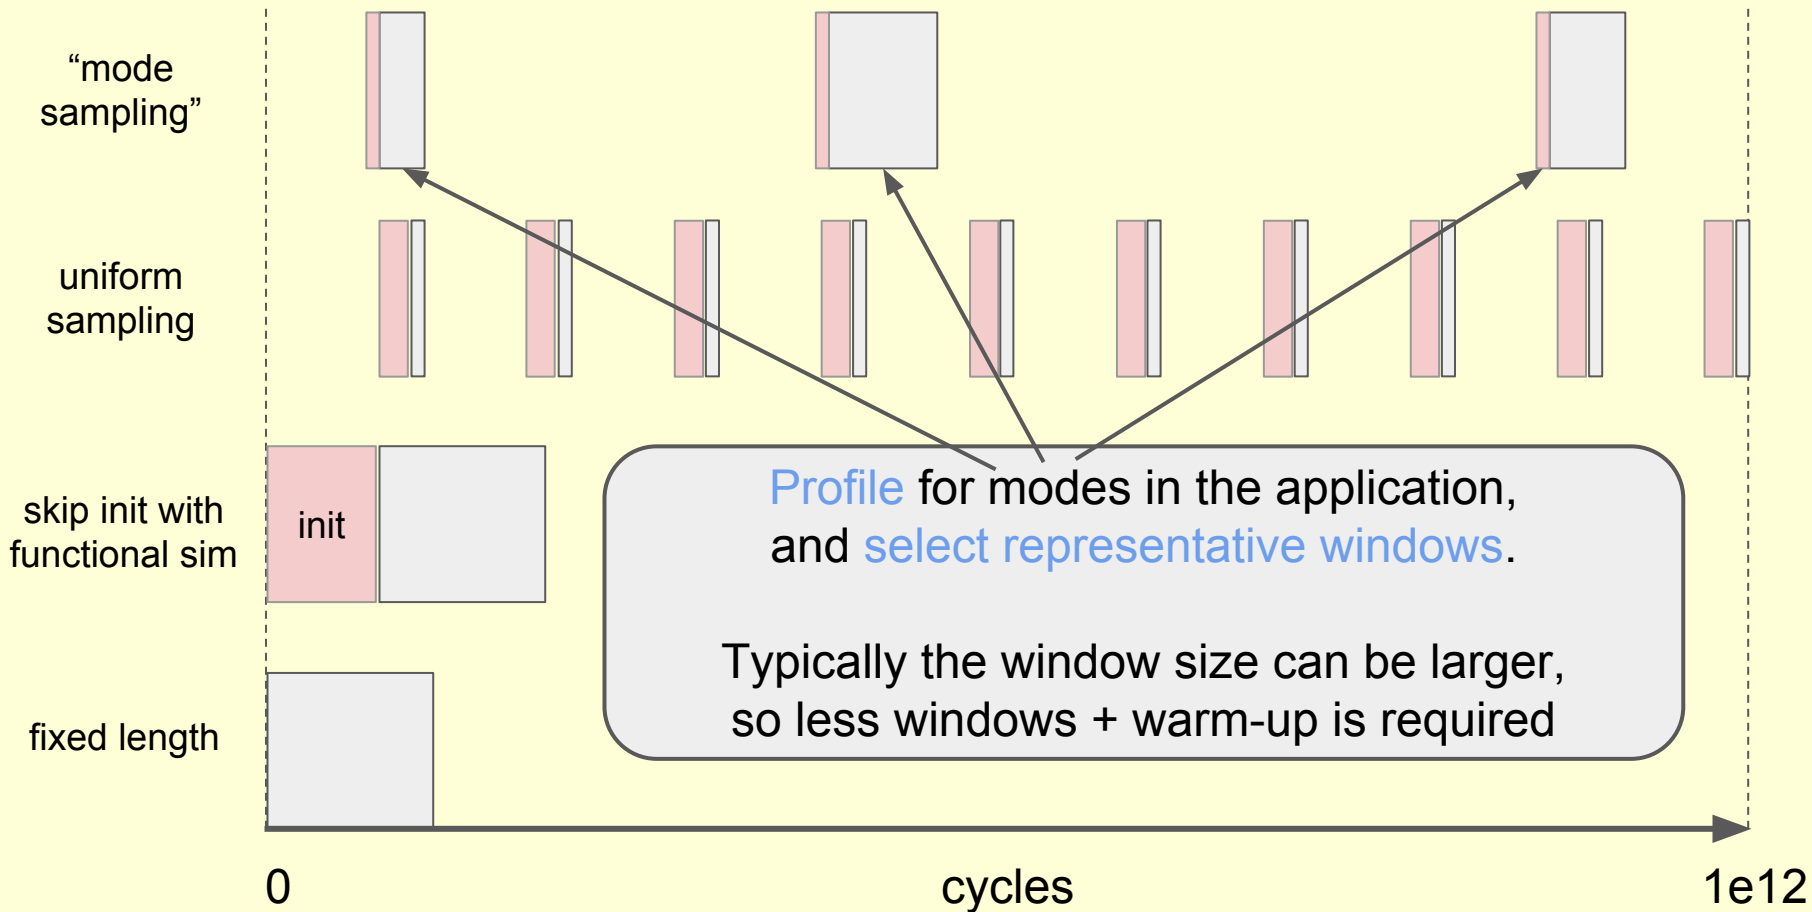 “mode
sampling”
uniform
sampling
skip init with
functional sim
init
Profile for modes in the application,
and select representative windows.
Typically the window size can be larger,
so less windows + warm-up is required
fixed length
0
cycles
1e12